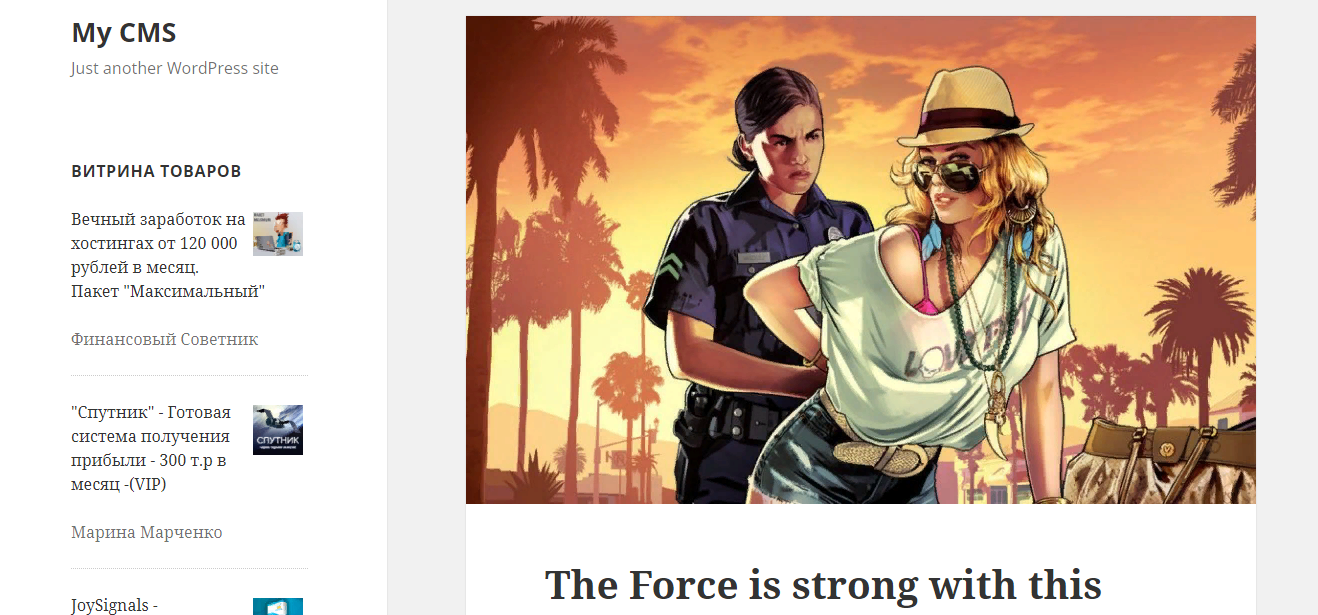 My CMS
Just another WordPress site
ВИТРИНА ТОВАРОВ
Вечный заработок на
хостингах от 120 000
рублей в месяц.
Пакет "Максимальный"
Финансовый Советник
"Спутник" - Готовая
система получения
прибыли - 300 т.р в
месяц -(VIP)
СПУТНИК
Марина Марченко
JoySignals -
The Force is strong with this